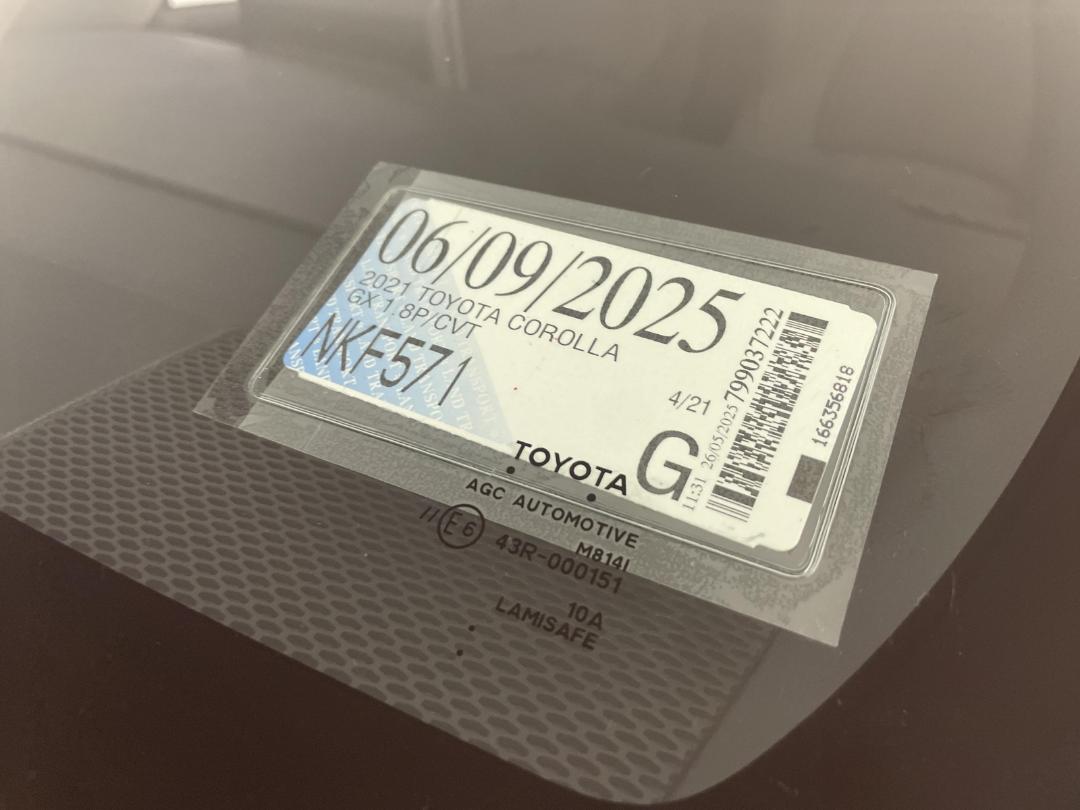 06/09/2025
2021 TOYOTA COROLLA
GX 1.8P/CVT
NKF571
4/21
G
11:31 26/05/2025 799037222
166356818
TOYOTA
AGC AUTOMOTIVE
M814I
//E6 43R-000151
10A
LAMISAFE